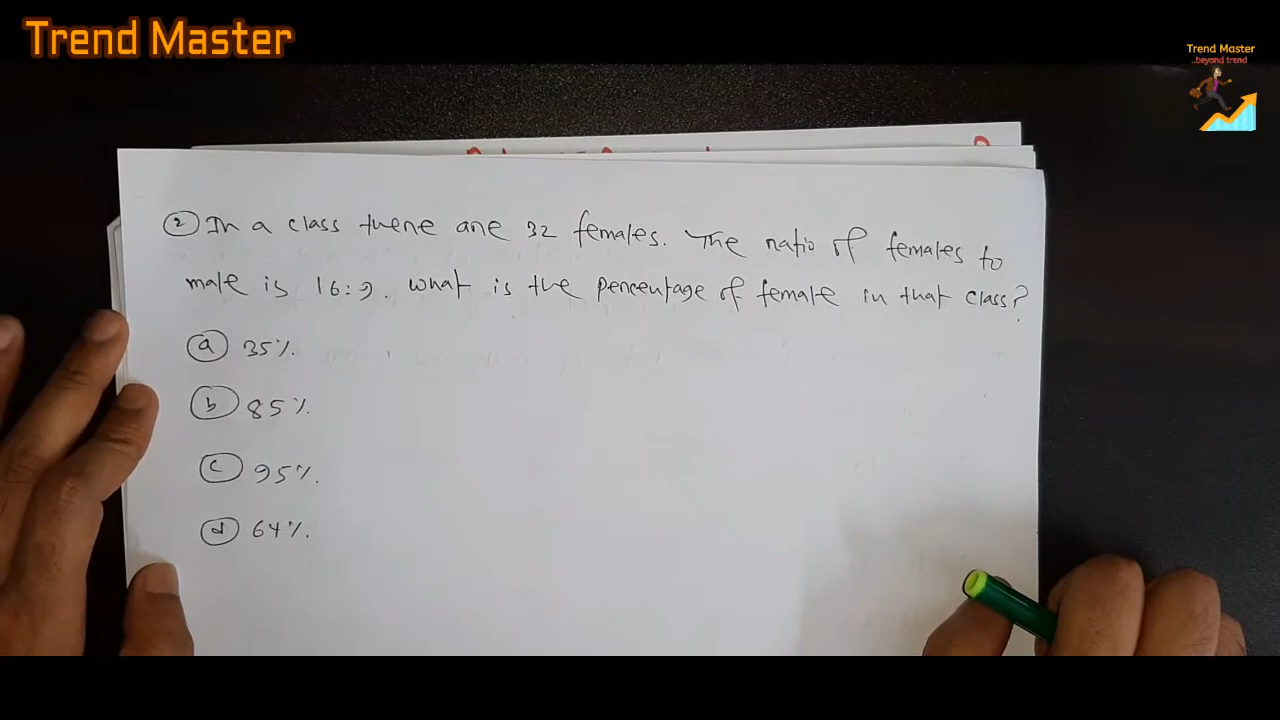 Trend Master
Trend Master
..beyond trend
② In a class there are 32 females. The ratio of females to
male is 16:9. What is the percentage of female in that class?
ⓐ 35%.
ⓑ 85%.
ⓒ 95%.
ⓓ 64%.